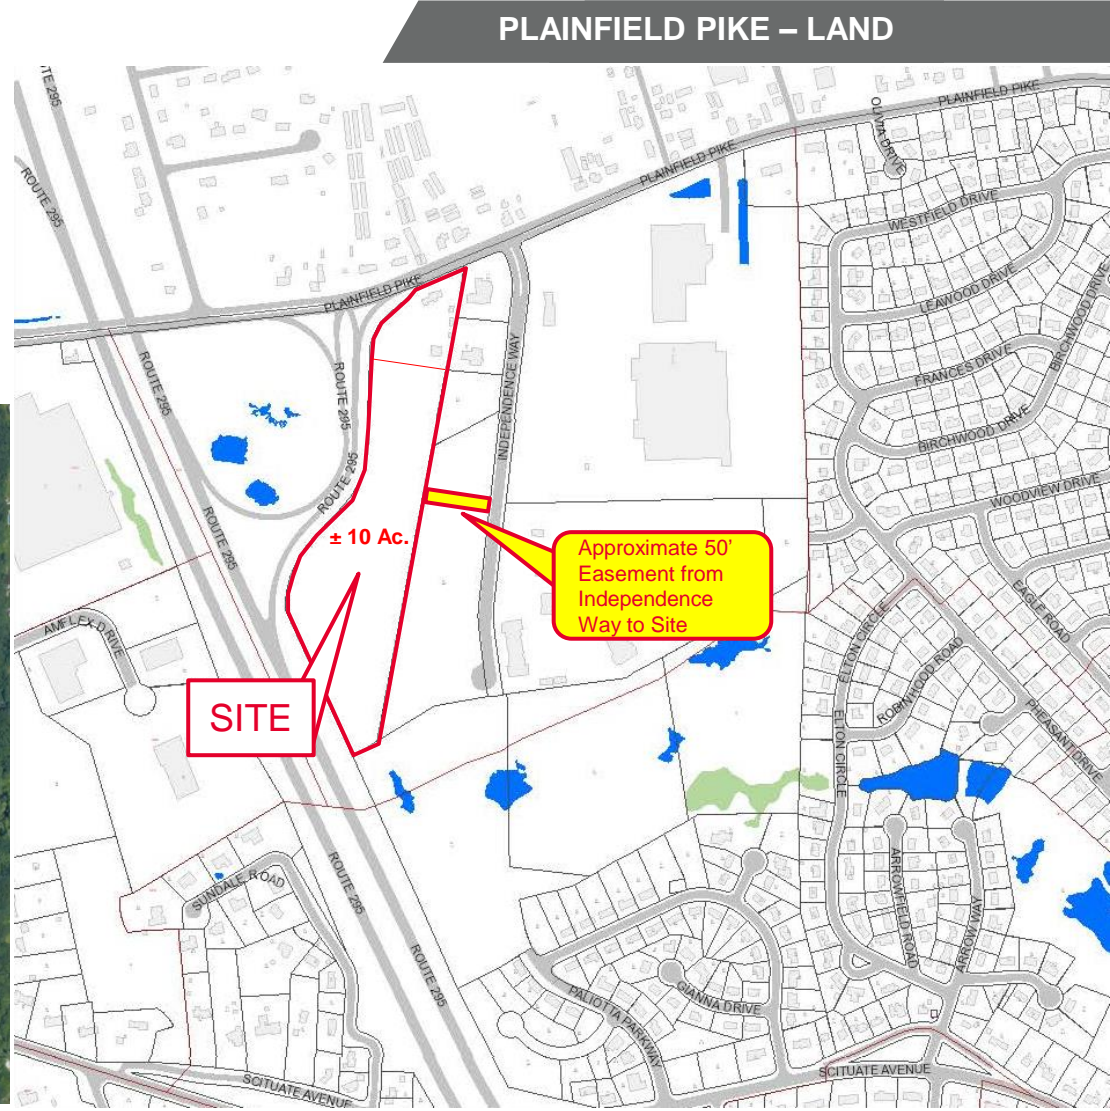 PLAINFIELD PIKE – LAND
ROUTE 295
PLAINFIELD PIKE
OLIVIA DRIVE
PLAINFIELD PIKE
WESTFIELD DRIVE
LEAWOOD DRIVE
BIRCHWOOD DRIVE
FRANCES DRIVE
BIRCHWOOD DRIVE
WOODVIEW DRIVE
PLAINFIELD PIKE
ROUTE 295
ROUTE 295
INDEPENDENCE WAY
ROUTE 295
ROUTE 295
± 10 Ac.
Approximate 50’
Easement from
Independence
Way to Site
EAGLE ROAD
ELTON CIRCLE
ROBINHOOD ROAD
AMFLEX D DRIVE
SITE
ELTON CIRCLE
PHEASANT DRIVE
SUNDALE ROAD
ROUTE 295
ARROWFIELD ROAD
ARROW WAY
ROUTE 295
PALIOTTA PARKWAY
GIANNA DRIVE
SCITUATE AVENUE
SCITUATE AVENUE